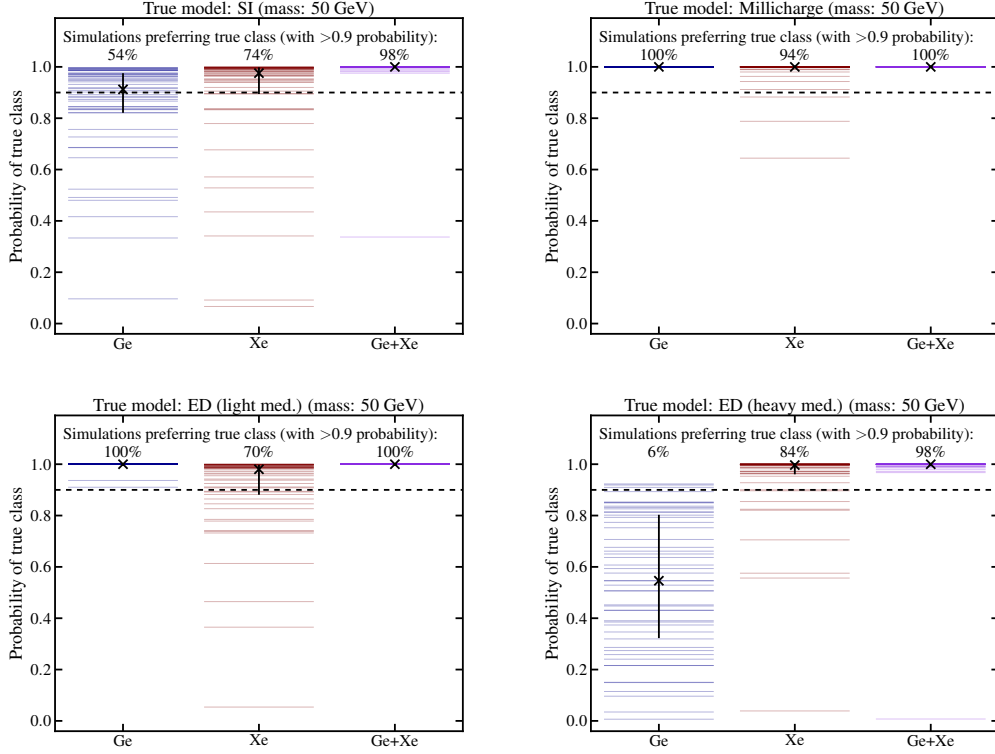 True model: SI (mass: 50 GeV)
Simulations preferring true class (with >0.9 probability):
54% 74% 98%
1.0
0.8
0.6
0.4
0.2
0.0
Probability of true class
Ge Xe Ge+Xe
True model: Millicharge (mass: 50 GeV)
Simulations preferring true class (with >0.9 probability):
100% 94% 100%
1.0
0.8
0.6
0.4
0.2
0.0
Probability of true class
Ge Xe Ge+Xe
True model: ED (light med.) (mass: 50 GeV)
Simulations preferring true class (with >0.9 probability):
100% 70% 100%
1.0
0.8
0.6
0.4
0.2
0.0
Probability of true class
Ge Xe Ge+Xe
True model: ED (heavy med.) (mass: 50 GeV)
Simulations preferring true class (with >0.9 probability):
6% 84% 98%
1.0
0.8
0.6
0.4
0.2
0.0
Probability of true class
Ge Xe Ge+Xe